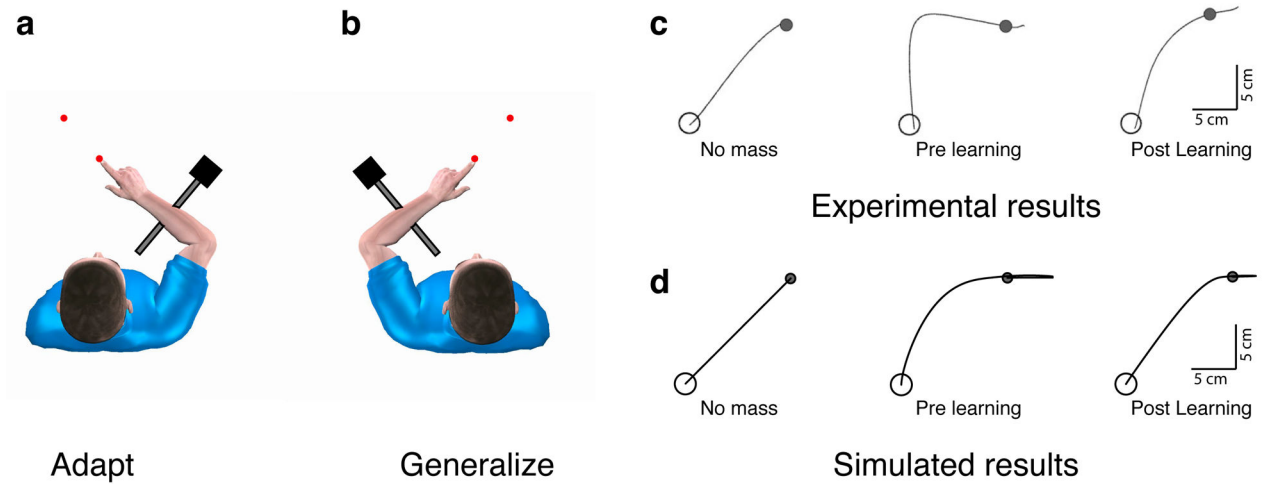 a
b
Adapt
Generalize
c
No mass
Pre learning
Post Learning
5 cm
5 cm
Experimental results
d
No mass
Pre learning
Post Learning
5 cm
5 cm
Simulated results